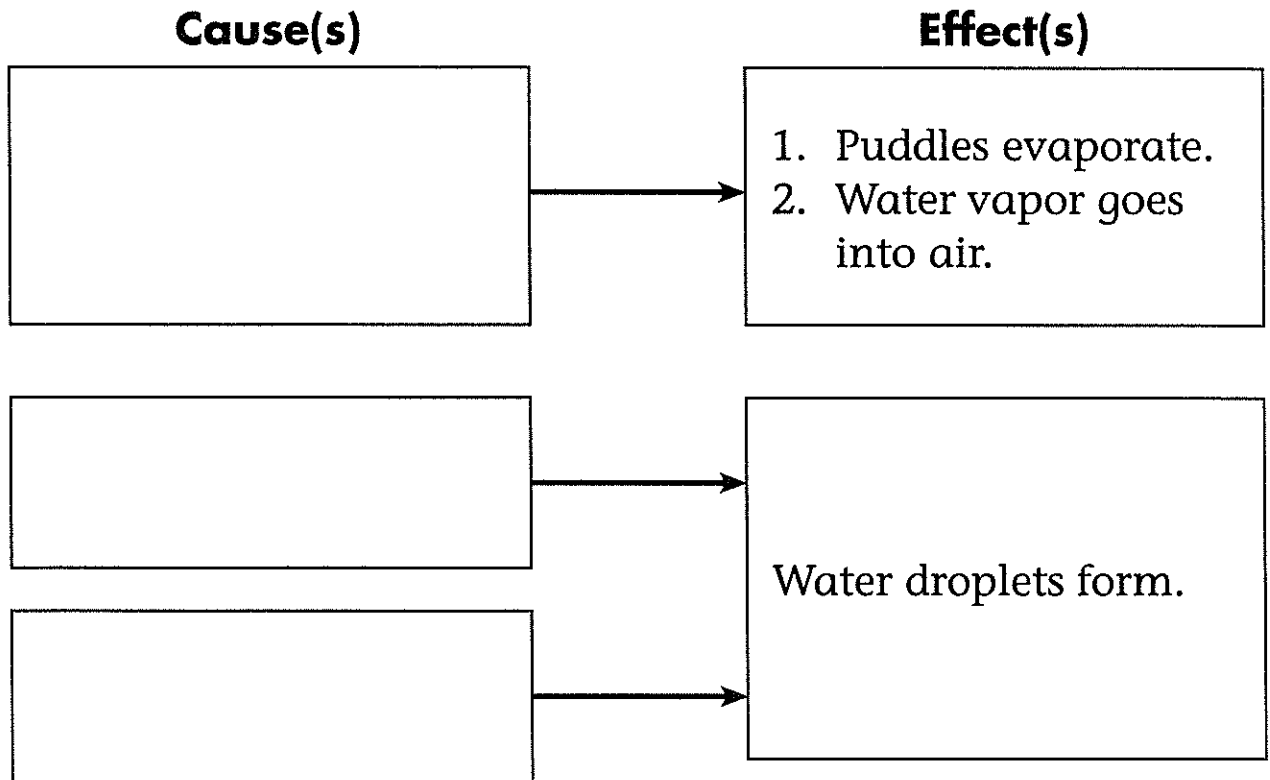 Cause(s)
Effect(s)
1. Puddles evaporate.
2. Water vapor goes
into air.
Water droplets form.